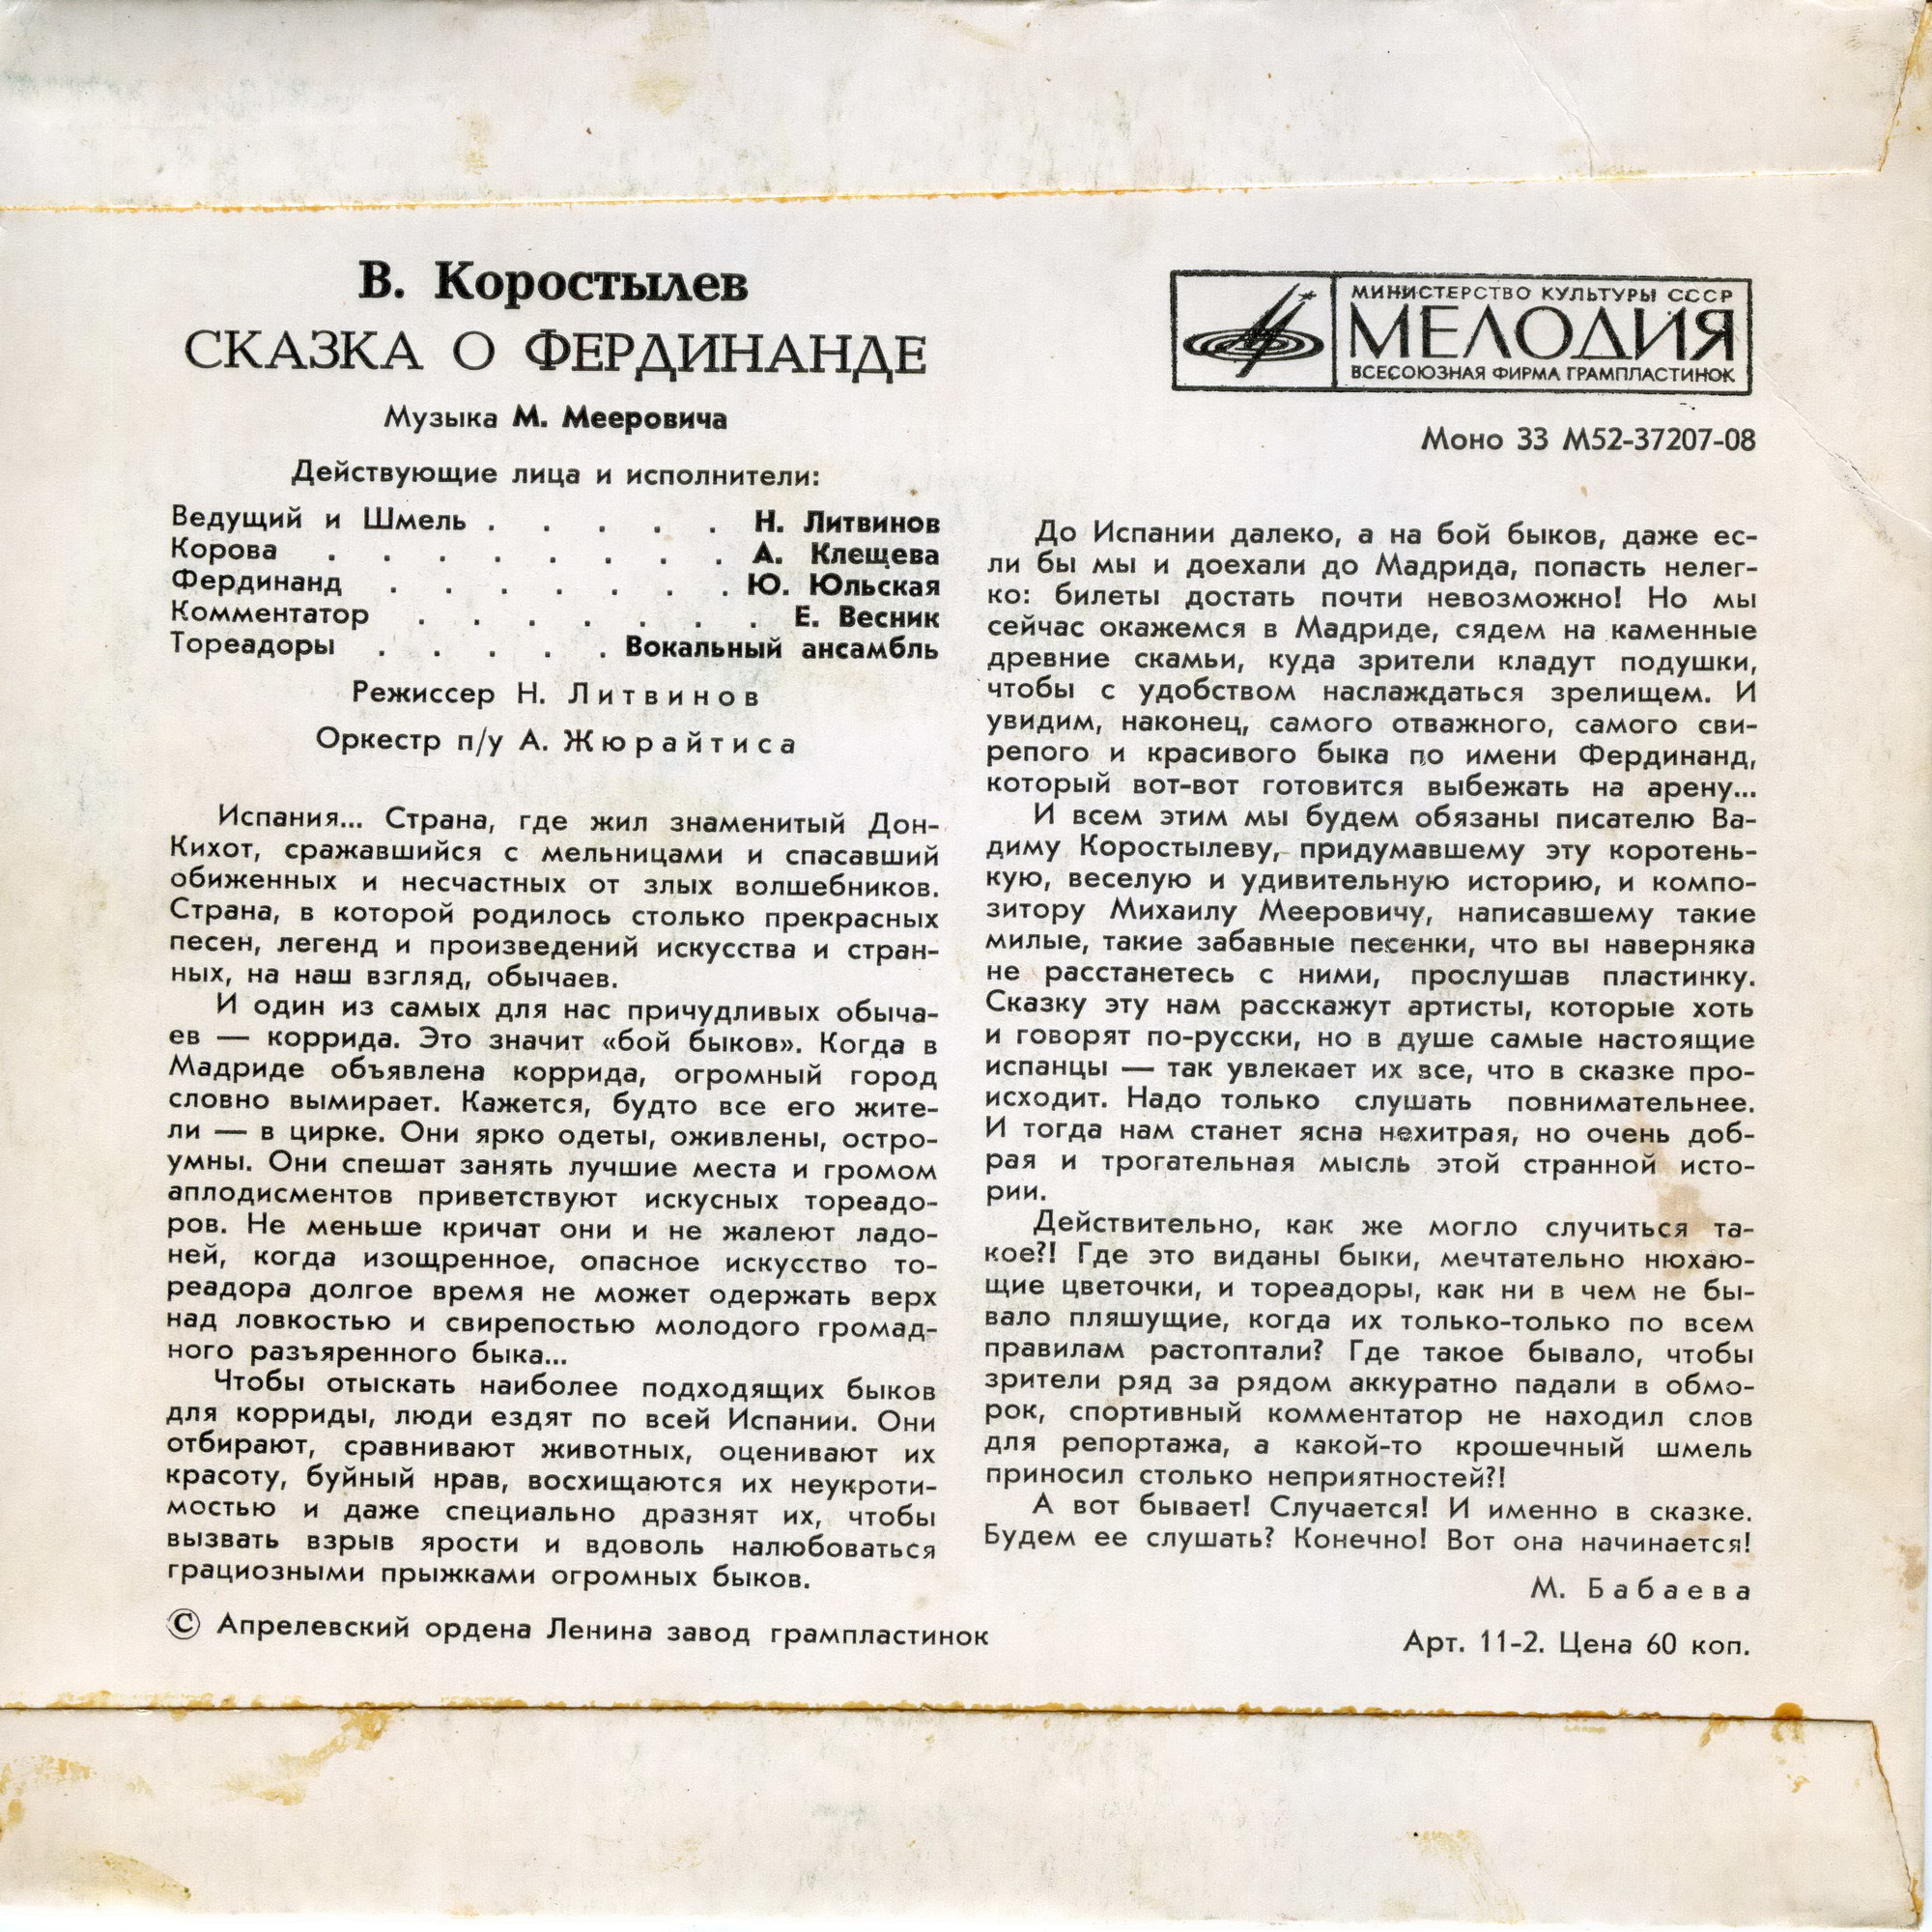 В. Коростылев
СКАЗКА О ФЕРДИНАНДЕ
Музыка М. Мееровича
Действующие лица и исполнители:
Ведущий и Шмель . . . . . Н. Литвинов
Корова . . . . . . . . А. Клещева
Фердинанд . . . . . . . Ю. Юльская
Комментатор . . . . . . . Е. Весник
Тореадоры . . . . . Вокальный ансамбль
Режиссер Н. Литвинов
Оркестр п/у А. Жюрайтиса
Испания... Страна, где жил знаменитый Дон-
Кихот, сражавшийся с мельницами и спасавший
обиженных и несчастных от злых волшебников.
Страна, в которой родилось столько прекрасных
песен, легенд и произведений искусства и стран-
ных, на наш взгляд, обычаев.
И один из самых для нас причудливых обыча-
ев — коррида. Это значит «бой быков». Когда в
Мадриде объявлена коррида, огромный город
словно вымирает. Кажется, будто все его жите-
ли — в цирке. Они ярко одеты, оживлены, остро-
умны. Они спешат занять лучшие места и громом
аплодисментов приветствуют искусных тореадо-
ров. Не меньше кричат они и не жалеют ладо-
ней, когда изощренное, опасное искусство то-
реадора долгое время не может одержать верх
над ловкостью и свирепостью молодого громад-
ного разъяренного быка...
Чтобы отыскать наиболее подходящих быков
для корриды, люди ездят по всей Испании. Они
отбирают, сравнивают животных, оценивают их
красоту, буйный нрав, восхищаются их неукроти-
мостью и даже специально дразнят их, чтобы
вызвать взрыв ярости и вдоволь налюбоваться
грациозными прыжками огромных быков.
© Апрелевский ордена Ленина завод грампластинок
МИНИСТЕРСТВО КУЛЬТУРЫ СССР
МЕЛОДИЯ
ВСЕСОЮЗНАЯ ФИРМА ГРАМПЛАСТИНОК
Моно 33 М52-37207-08
До Испании далеко, а на бой быков, даже ес-
ли бы мы и доехали до Мадрида, попасть нелег-
ко: билеты достать почти невозможно! Но мы
сейчас окажемся в Мадриде, сядем на каменные
древние скамьи, куда зрители кладут подушки,
чтобы с удобством наслаждаться зрелищем. И
увидим, наконец, самого отважного, самого сви-
репого и красивого быка по имени Фердинанд,
который вот-вот готовится выбежать на арену...
И всем этим мы будем обязаны писателю Ва-
диму Коростылеву, придумавшему эту коротень-
кую, веселую и удивительную историю, и компо-
зитору Михаилу Мееровичу, написавшему такие
милые, такие забавные песенки, что вы наверняка
не расстанетесь с ними, прослушав пластинку.
Сказку эту нам расскажут артисты, которые хоть
и говорят по-русски, но в душе самые настоящие
испанцы — так увлекает их все, что в сказке про-
исходит. Надо только слушать повнимательнее.
И тогда нам станет ясна нехитрая, но очень доб-
рая и трогательная мысль этой странной исто-
рии.
Действительно, как же могло случиться та-
кое?! Где это виданы быки, мечтательно нюхаю-
щие цветочки, и тореадоры, как ни в чем не бы-
вало пляшущие, когда их только-только по всем
правилам растоптали? Где такое бывало, чтобы
зрители ряд за рядом аккуратно падали в обмо-
рок, спортивный комментатор не находил слов
для репортажа, а какой-то крошечный шмель
приносил столько неприятностей?!
А вот бывает! Случается! И именно в сказке.
Будем ее слушать? Конечно! Вот она начинается!
М. Бабаева
Арт. 11-2. Цена 60 коп.